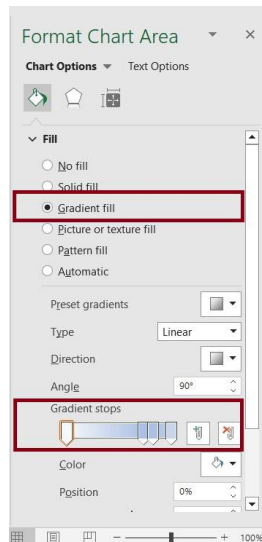 Format Chart Area
Chart Options Text Options
Fill
No fill
Solid fill
Gradient fill
Picture or texture fill
Pattern fill
Automatic
Preset gradients
Type Linear
Direction
Angle 90°
Gradient stops
Color
Position 0%
100%